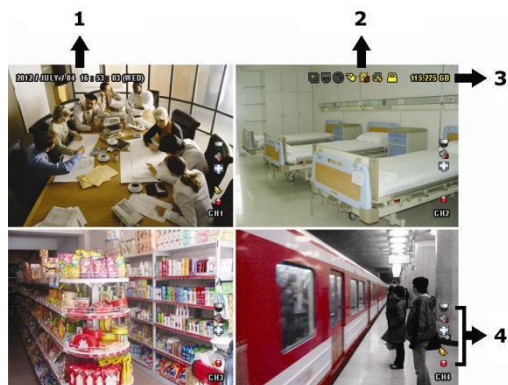 1
2
2012 / JULY / 04 16 : 53 : 03 (WED)
115.275 GB
3
CH1
CH2
4
CH3
CH4